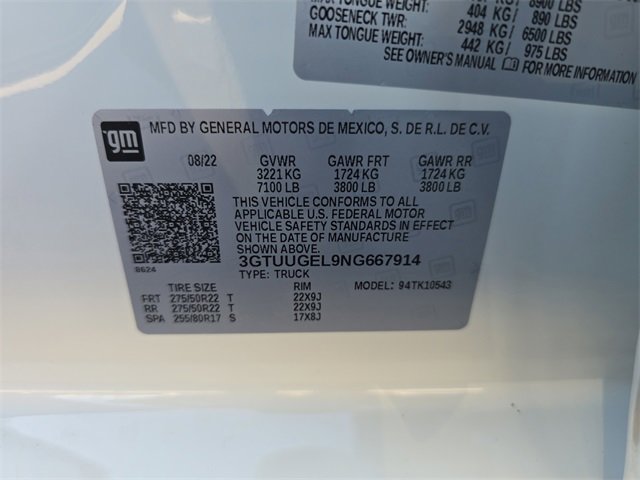 MAX TONGUE WEIGHT: 8900 LBS
404 KG/ 890 LBS
GOOSENECK TWR: 2948 KG/ 6500 LBS
MAX TONGUE WEIGHT: 442 KG/ 975 LBS
SEE OWNER'S MANUAL FOR MORE INFORMATION
gm
MFD BY GENERAL MOTORS DE MEXICO, S. DE R.L. DE C.V.
08/22 GVWR GAWR FRT GAWR RR
3221 KG 1724 KG 1724 KG
7100 LB 3800 LB 3800 LB
THIS VEHICLE CONFORMS TO ALL
APPLICABLE U.S. FEDERAL MOTOR
VEHICLE SAFETY STANDARDS IN EFFECT
ON THE DATE OF MANUFACTURE
SHOWN ABOVE.
3GTUUGEL9NG667914
8624
TYPE: TRUCK MODEL: 94TK10543
TIRE SIZE RIM
FRT 275/50R22 T 22X9J
RR 275/50R22 T 22X9J
SPA 255/80R17 S 17X8J